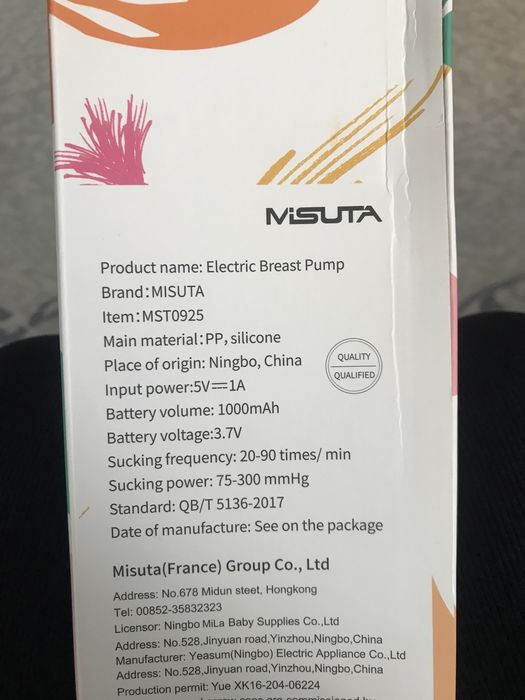 MiSUTA
Product name: Electric Breast Pump
Brand:MISUTA
Item:MST0925
Main material:PP, silicone
Place of origin: Ningbo, China
QUALITY
QUALIFIED
Input power:5V⎓1A
Battery volume: 1000mAh
Battery voltage:3.7V
Sucking frequency: 20-90 times/ min
Sucking power: 75-300 mmHg
Standard: QB/T 5136-2017
Date of manufacture: See on the package
Misuta(France) Group Co., Ltd
Address: No.678 Midun steet, Hongkong
Tel: 00852-35832323
Licensor: Ningbo MiLa Baby Supplies Co.,Ltd
Address: No.528,Jinyuan road,Yinzhou,Ningbo,China
Manufacturer: Yeasum(Ningbo) Electric Appliance Co.,Ltd
Address: No.528,Jinyuan road,Yinzhou,Ningbo,China
Production permit: Yue XK16-204-06224